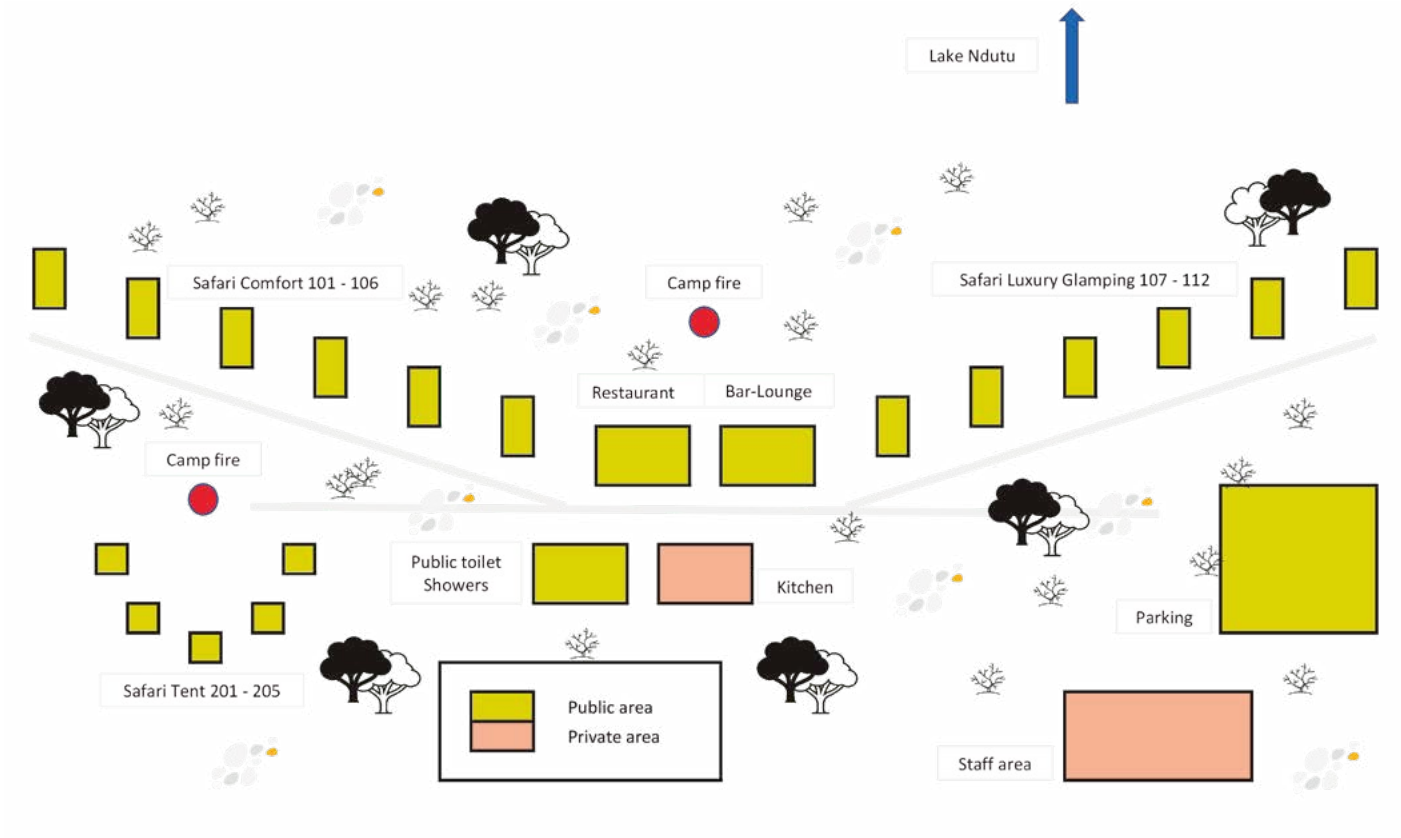 Lake Ndutu
Safari Comfort 101 - 106
Camp fire
Safari Luxury Glamping 107 - 112
Restaurant
Bar-Lounge
Camp fire
Public toilet
Showers
Kitchen
Parking
Safari Tent 201 - 205
Public area
Private area
Staff area